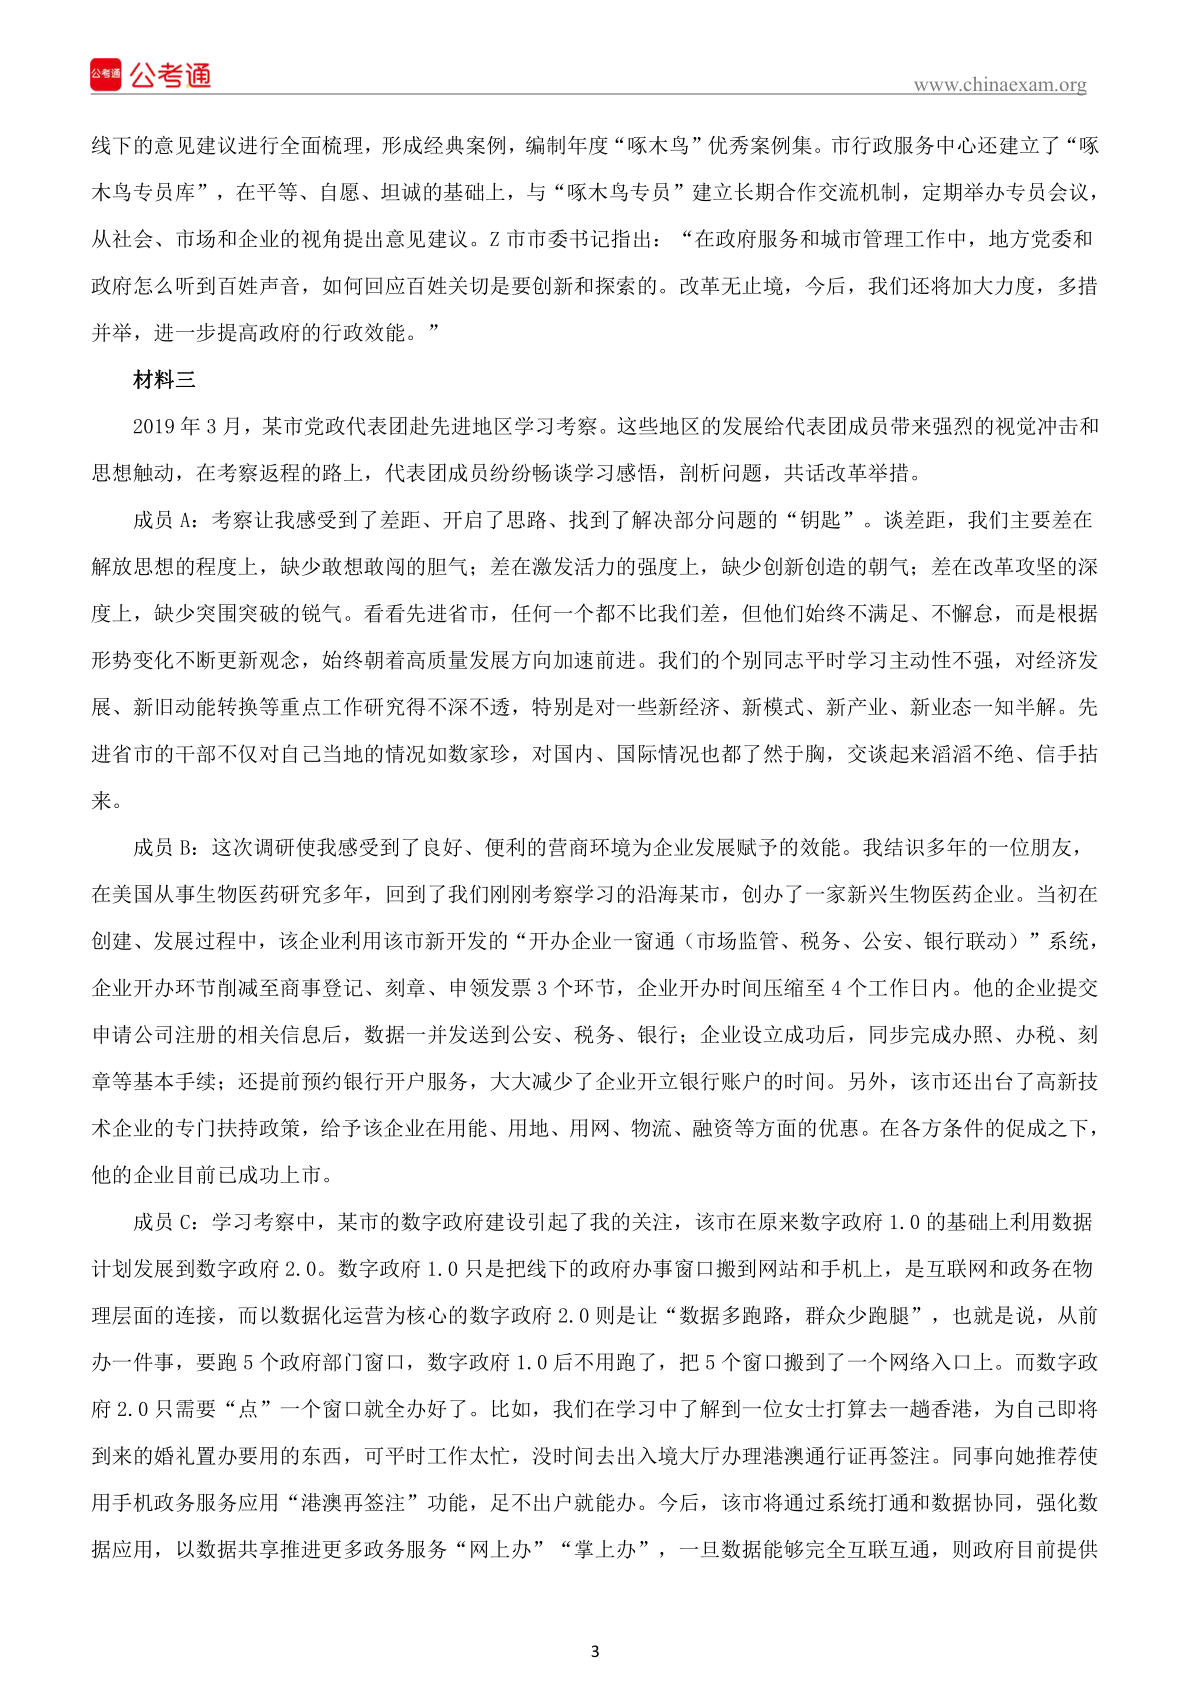 公考通 公考通
www.chinaexam.org
线下的意见建议进行全面梳理，形成经典案例，编制年度“啄木鸟”优秀案例集。市行政服务中心还建立了“啄
木鸟专员库”，在平等、自愿、坦诚的基础上，与“啄木鸟专员”建立长期合作交流机制，定期举办专员会议，
从社会、市场和企业的视角提出意见建议。Z 市市委书记指出：“在政府服务和城市管理工作中，地方党委和
政府怎么听到百姓声音，如何回应百姓关切是要创新和探索的。改革无止境，今后，我们还将加大力度，多措
并举，进一步提高政府的行政效能。”
材料三
2019 年 3 月，某市党政代表团赴先进地区学习考察。这些地区的发展给代表团成员带来强烈的视觉冲击和
思想触动，在考察返程的路上，代表团成员纷纷畅谈学习感悟，剖析问题，共话改革举措。
成员 A：考察让我感受到了差距、开启了思路、找到了解决部分问题的“钥匙”。谈差距，我们主要差在
解放思想的程度上，缺少敢想敢闯的胆气；差在激发活力的强度上，缺少创新创造的朝气；差在改革攻坚的深
度上，缺少突围突破的锐气。看看先进省市，任何一个都不比我们差，但他们始终不满足、不懈怠，而是根据
形势变化不断更新观念，始终朝着高质量发展方向加速前进。我们的个别同志平时学习主动性不强，对经济发
展、新旧动能转换等重点工作研究得不深不透，特别是对一些新经济、新模式、新产业、新业态一知半解。先
进省市的干部不仅对自己当地的情况如数家珍，对国内、国际情况也都了然于胸，交谈起来滔滔不绝、信手拈
来。
成员 B：这次调研使我感受到了良好、便利的营商环境为企业发展赋予的效能。我结识多年的一位朋友，
在美国从事生物医药研究多年，回到了我们刚刚考察学习的沿海某市，创办了一家新兴生物医药企业。当初在
创建、发展过程中，该企业利用该市新开发的“开办企业一窗通（市场监管、税务、公安、银行联动）”系统，
企业开办环节削减至商事登记、刻章、申领发票 3 个环节，企业开办时间压缩至 4 个工作日内。他的企业提交
申请公司注册的相关信息后，数据一并发送到公安、税务、银行；企业设立成功后，同步完成办照、办税、刻
章等基本手续；还提前预约银行开户服务，大大减少了企业开立银行账户的时间。另外，该市还出台了高新技
术企业的专门扶持政策，给予该企业在用能、用地、用网、物流、融资等方面的优惠。在各方条件的促成之下，
他的企业目前已成功上市。
成员 C：学习考察中，某市的数字政府建设引起了我的关注，该市在原来数字政府 1.0 的基础上利用数据
计划发展到数字政府 2.0。数字政府 1.0 只是把线下的政府办事窗口搬到网站和手机上，是互联网和政务在物
理层面的连接，而以数据化运营为核心的数字政府 2.0 则是让“数据多跑路，群众少跑腿”，也就是说，从前
办一件事，要跑 5 个政府部门窗口，数字政府 1.0 后不用跑了，把 5 个窗口搬到了一个网络入口上。而数字政
府 2.0 只需要“点”一个窗口就全办好了。比如，我们在学习中了解到一位女士打算去一趟香港，为自己即将
到来的婚礼置办要用的东西，可平时工作太忙，没时间去出入境大厅办理港澳通行证再签注。同事向她推荐使
用手机政务服务应用“港澳再签注”功能，足不出户就能办。今后，该市将通过系统打通和数据协同，强化数
据应用，以数据共享推进更多政务服务“网上办”“掌上办”，一旦数据能够完全互联互通，则政府目前提供
3